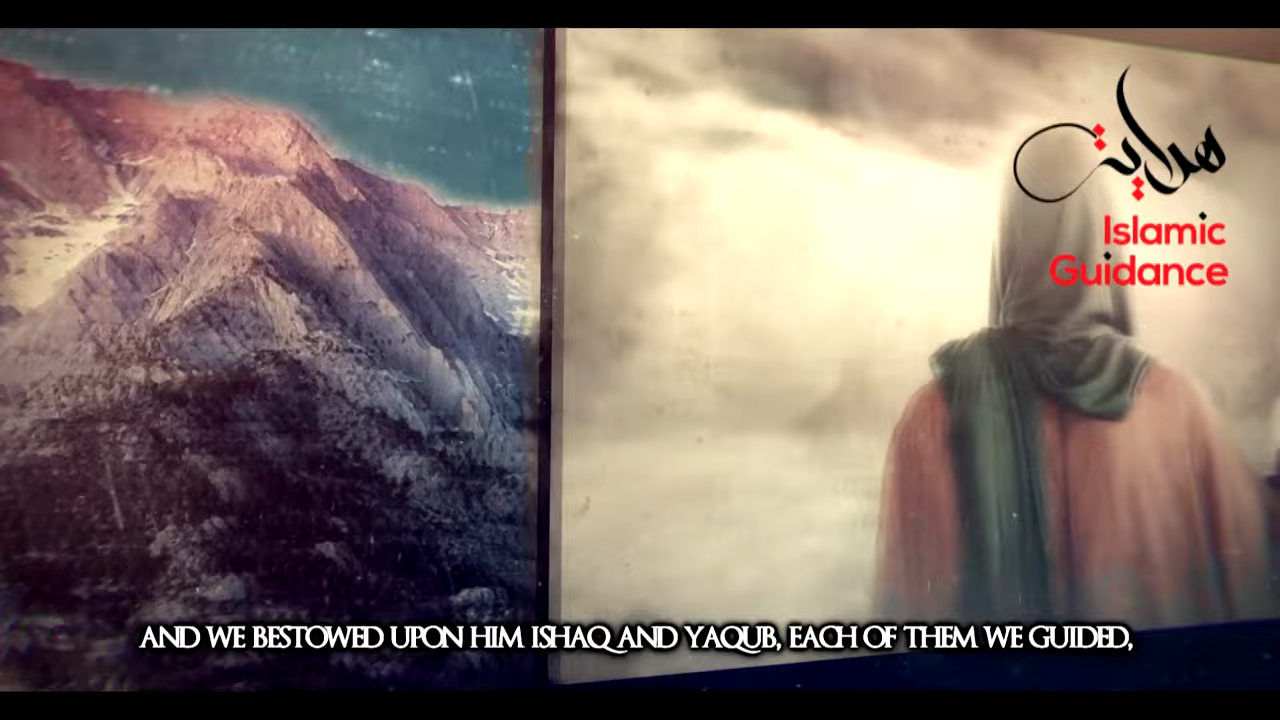 هداية
Islamic
Guidance
AND WE BESTOWED UPON HIM ISHAQ AND YAQUB, EACH OF THEM WE GUIDED,